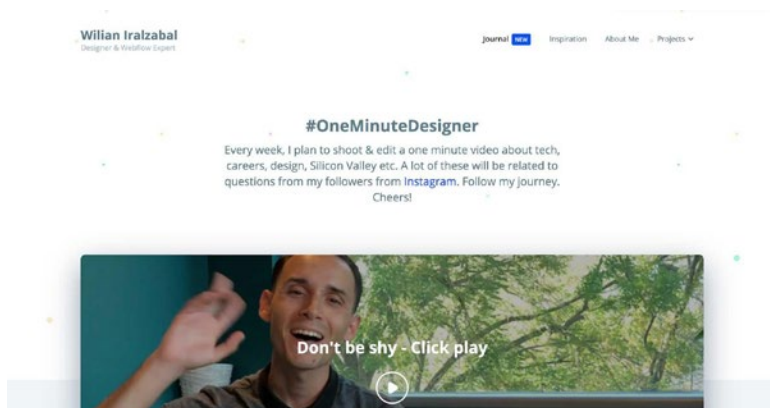 Wilian Iralzabal
Designer & Webflow Expert
Journal NEW Inspiration About Me Projects
#OneMinuteDesigner
Every week, I plan to shoot & edit a one minute video about tech,
careers, design, Silicon Valley etc. A lot of these will be related to
questions from my followers from Instagram. Follow my journey.
Cheers!
Don't be shy - Click play